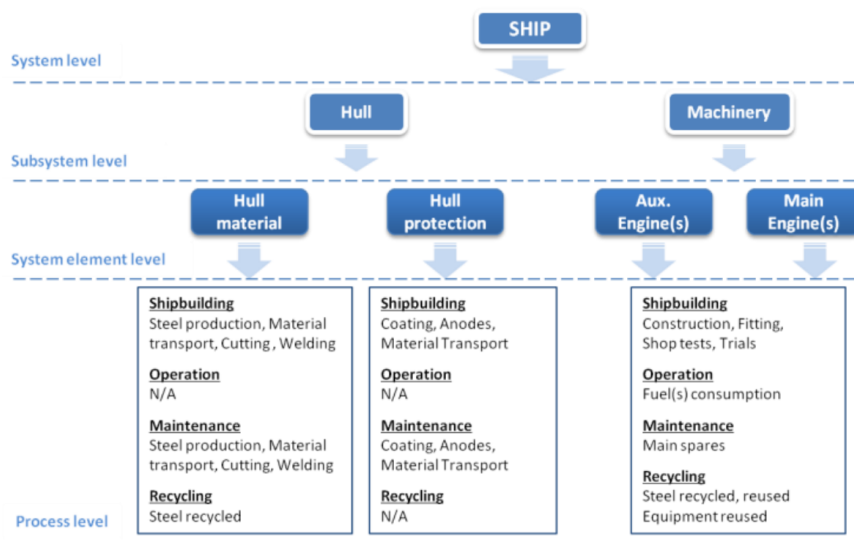 SHIP
System level
Hull
Machinery
Subsystem level
Hull
material
Hull
protection
Aux.
Engine(s)
Main
Engine(s)
System element level
Shipbuilding
Steel production, Material
transport, Cutting , Welding
Operation
N/A
Maintenance
Steel production, Material
transport, Cutting, Welding
Recycling
Steel recycled
Shipbuilding
Coating, Anodes,
Material Transport
Operation
N/A
Maintenance
Coating, Anodes,
Material Transport
Recycling
N/A
Shipbuilding
Construction, Fitting,
Shop tests, Trials
Operation
Fuel(s) consumption
Maintenance
Main spares
Recycling
Steel recycled, reused
Equipment reused
Process level